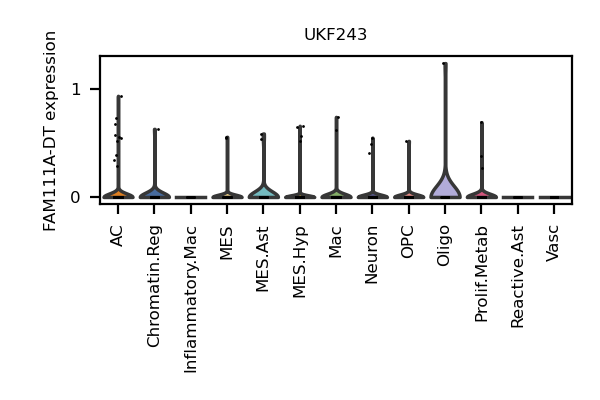 UKF243
FAM111A-DT expression
1
0
AC
Chromatin.Reg
Inflammatory.Mac
MES
MES.Ast
MES.Hyp
Mac
Neuron
OPC
Oligo
Prolif.Metab
Reactive.Ast
Vasc